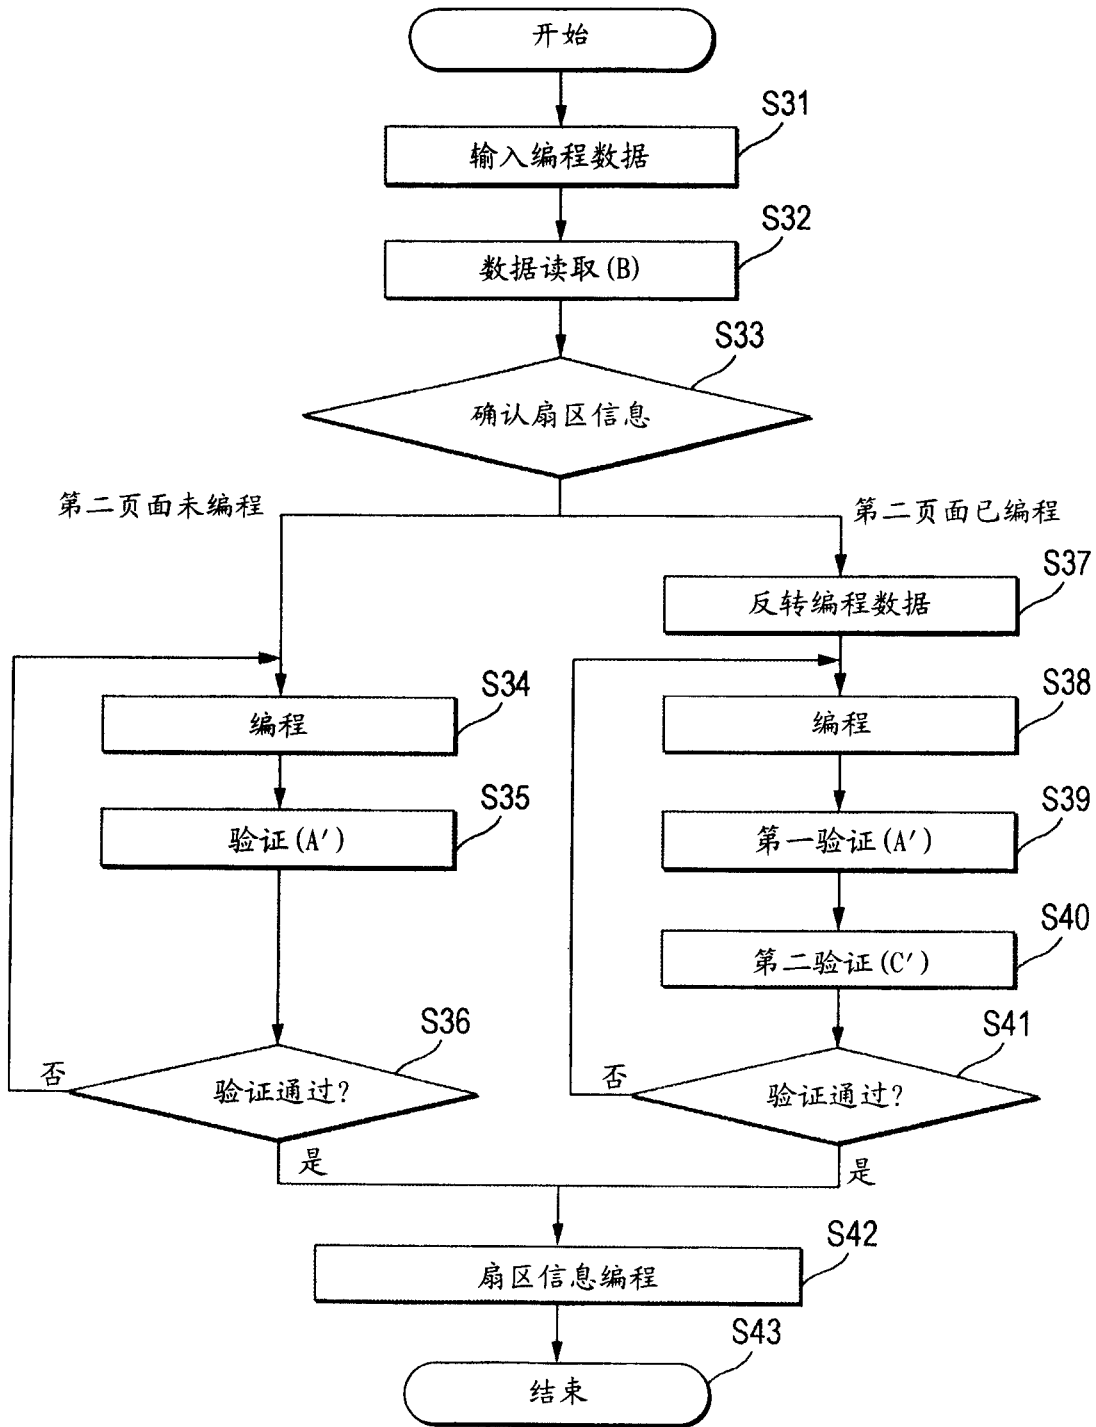 开始
S31
输入编程数据
S32
数据读取(B)
S33
确认扇区信息
第二页面未编程
第二页面已编程
S37
反转编程数据
S34
编程
S38
编程
S35
验证(A′)
S39
第一验证(A′)
S40
第二验证(C′)
S36
验证通过?
否
是
S41
验证通过?
否
是
S42
扇区信息编程
S43
结束